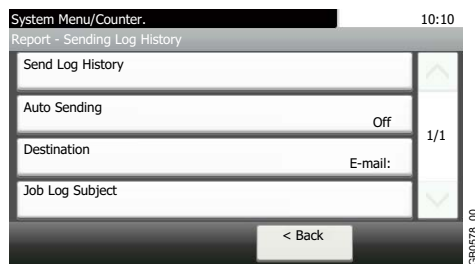 System Menu/Counter.
10:10
Report - Sending Log History
Send Log History
Auto Sending
Off
1/1
Destination
E-mail:
Job Log Subject
< Back
GB0578_00